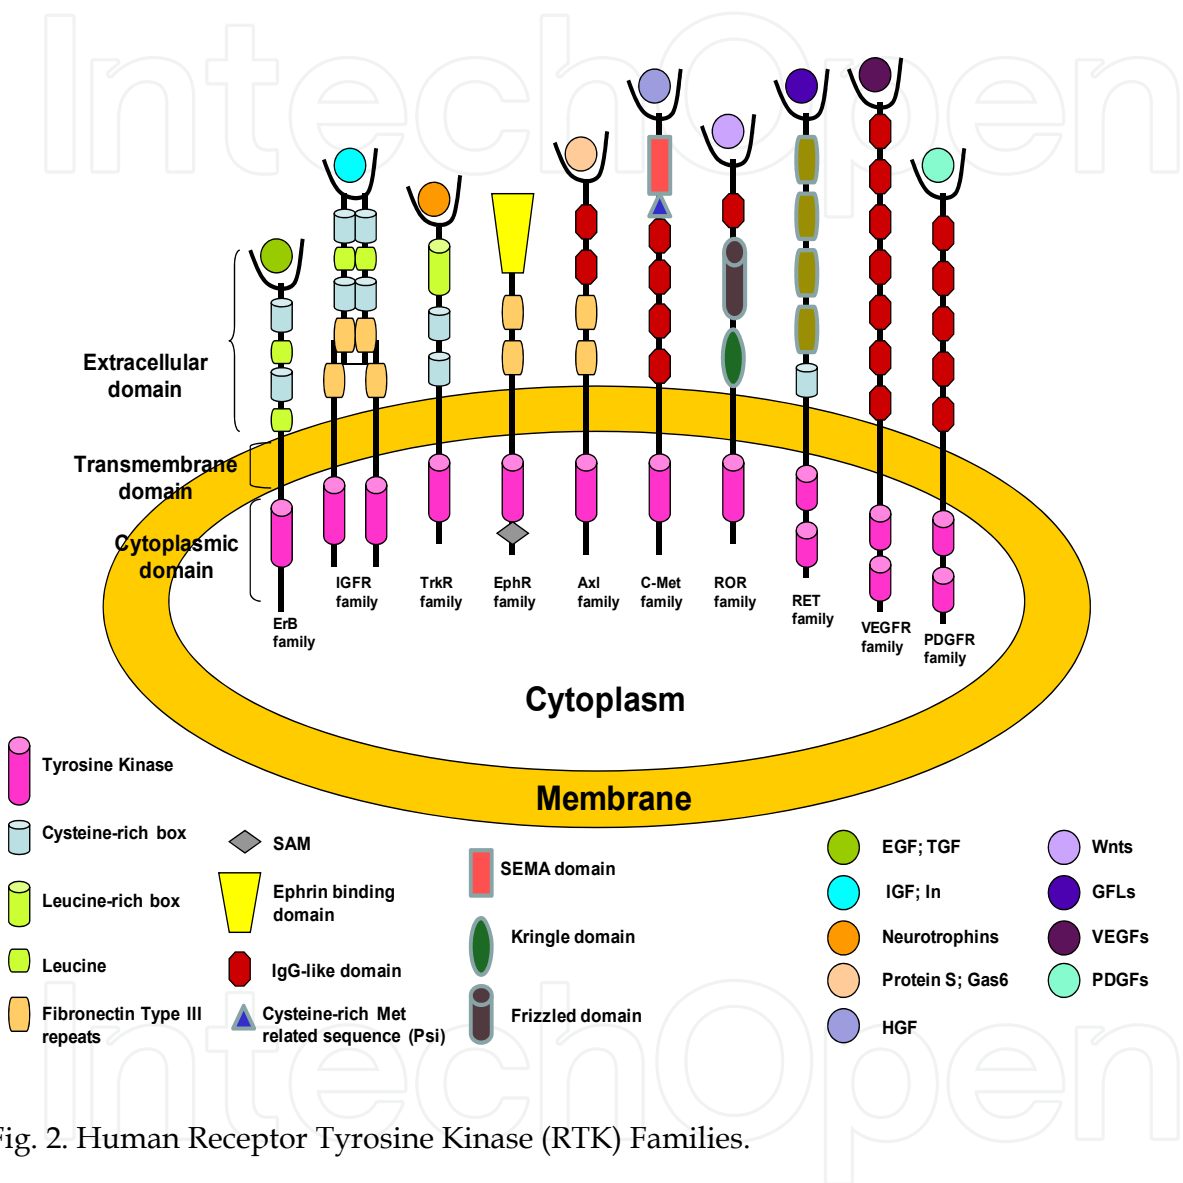 IntechOpen
Extracellular
domain
Transmembrane
domain
Cytoplasmic
domain
ErB
family
IGFR
family
TrkR
family
EphR
family
Axl
family
C-Met
family
ROR
family
RET
family
VEGFR
family
PDGFR
family
Cytoplasm
Membrane
Tyrosine Kinase
Cysteine-rich box
Leucine-rich box
Leucine
Fibronectin Type III
repeats
SAM
Ephrin binding
domain
IgG-like domain
Cysteine-rich Met
related sequence (Psi)
SEMA domain
Kringle domain
Frizzled domain
EGF; TGF
IGF; In
Neurotrophins
Protein S; Gas6
HGF
Wnts
GFLs
VEGFs
PDGFs
IntechOpen
Fig. 2. Human Receptor Tyrosine Kinase (RTK) Families.